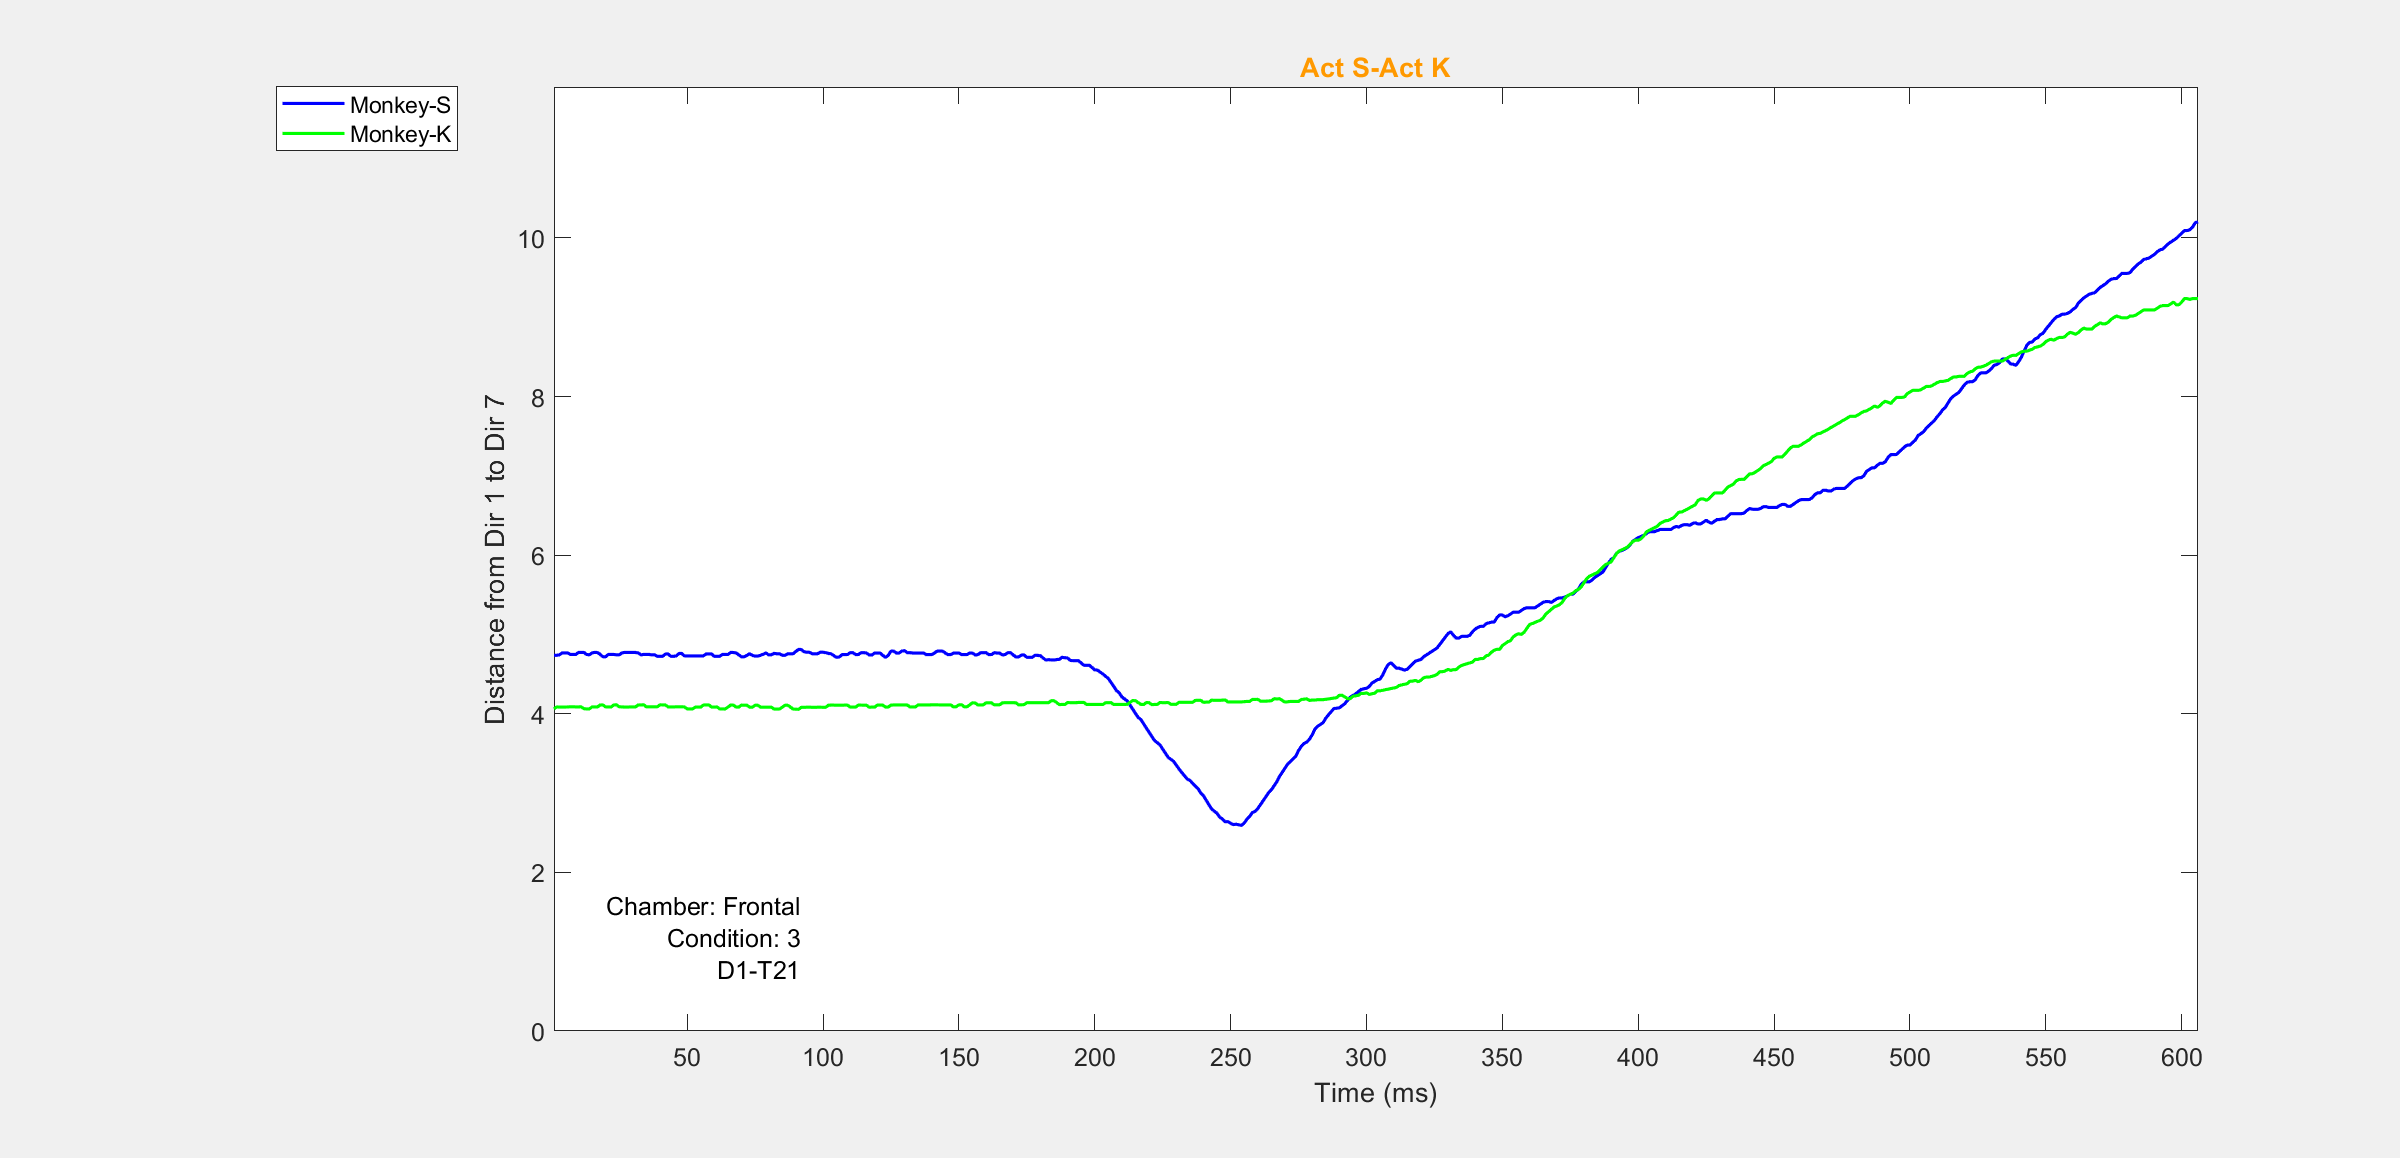 Act S-Act K
Monkey-S
Monkey-K
Distance from Dir 1 to Dir 7
10
8
6
4
2
0
Chamber: Frontal
Condition: 3
D1-T21
50 100 150 200 250 300 350 400 450 500 550 600
Time (ms)